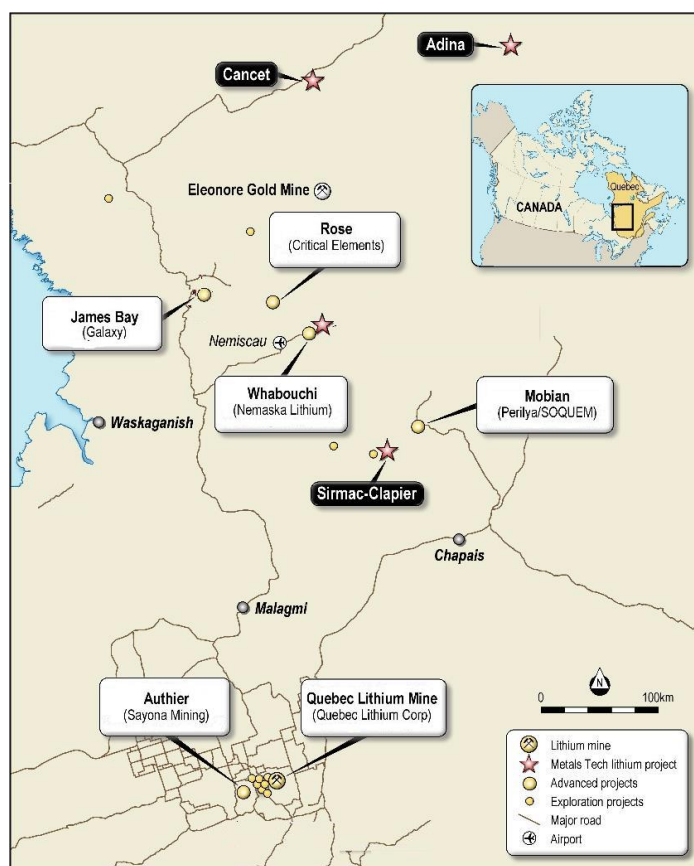 Adina
Cancet
Quebec
CANADA
Eleonore Gold Mine
Rose
(Critical Elements)
James Bay
(Galaxy)
Nemiscau
Whabouchi
(Nemaska Lithium)
Mobian
(Perilya/SOQUEM)
Waskaganish
Sirmac-Clapier
Chapais
Malagmi
N
0 100km
Authier
(Sayona Mining)
Quebec Lithium Mine
(Quebec Lithium Corp)
Lithium mine
Metals Tech lithium project
Advanced projects
Exploration projects
Major road
Airport